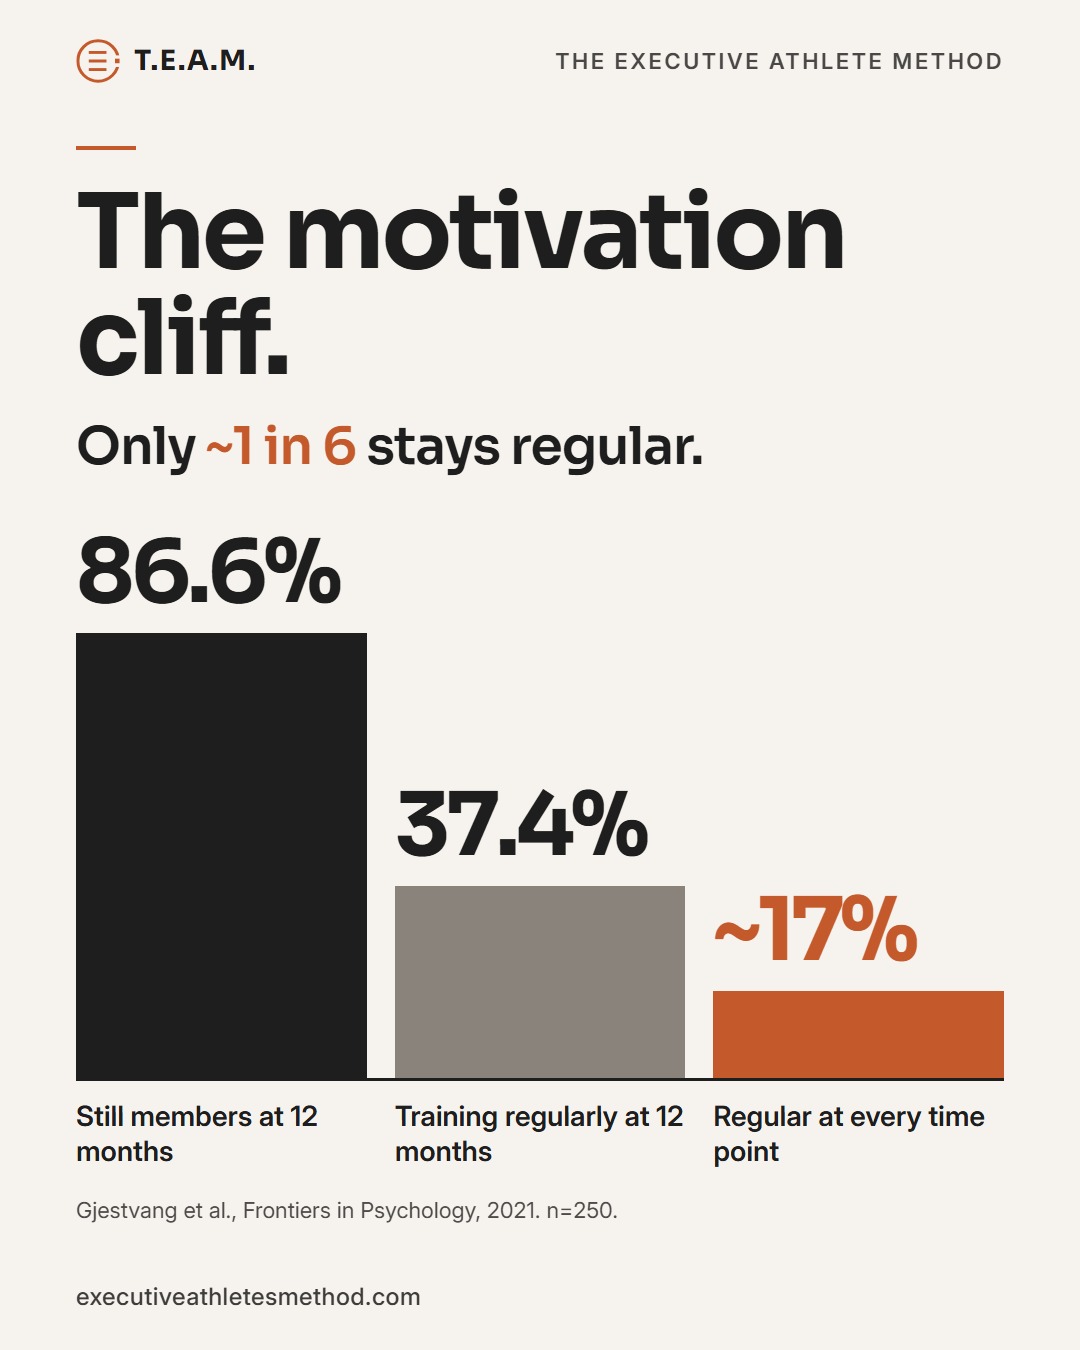 T.E.A.M.
THE EXECUTIVE ATHLETE METHOD
The motivation
cliff.
Only ~1 in 6 stays regular.
86.6%
37.4%
~17%
Still members at 12
months
Training regularly at 12
months
Regular at every time
point
Gjestvang et al., Frontiers in Psychology, 2021. n=250.
executiveathletesmethod.com